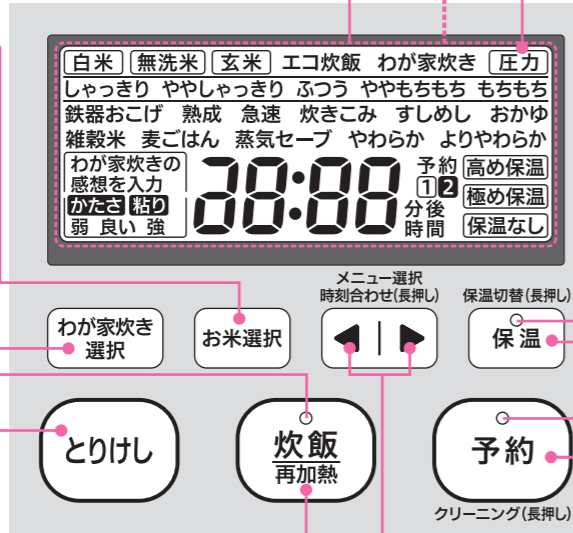 白米 無洗米 玄米 エコ炊飯 わが家炊き 圧力
しゃっきり ややしゃっきり ふつう ややもちもち もちもち
鉄器おこげ 熟成 急速 炊きこみ すしめし おかゆ
雑穀米 麦ごはん 蒸気セーブ やわらか よりやわらか
わが家炊きの
感想を入力
かたさ 粘り
弱 良い 強
38:88
予約
1 2
分後
時間
高め保温
極め保温
保温なし
メニュー選択
時刻合わせ(長押し)
保温切替(長押し)
わが家炊き
選択
お米選択
◀ | ▶
保温
とりけし
炊飯
再加熱
予約
クリーニング(長押し)